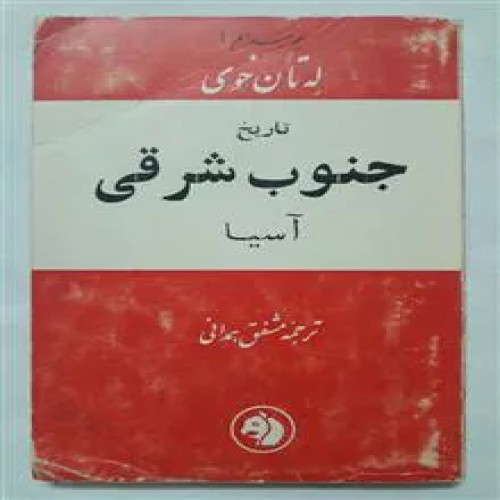 له تان خوی
تاریخ
جنوب شرقی
آسیا
ترجمهٔ مشفق همدانی